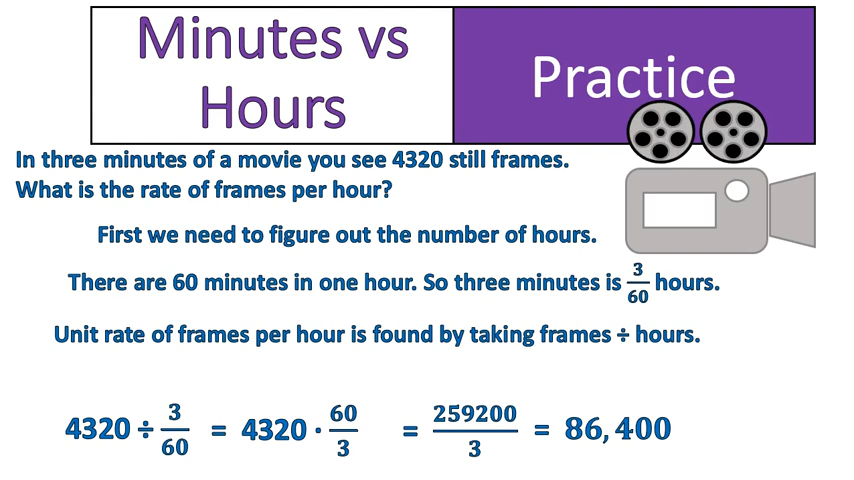 Minutes vs
Hours
Practice
In three minutes of a movie you see 4320 still frames.
What is the rate of frames per hour?
First we need to figure out the number of hours.
There are 60 minutes in one hour. So three minutes is 3/60 hours.
Unit rate of frames per hour is found by taking frames ÷ hours.
4320 ÷ 3/60 = 4320 · 60/3 = 259200/3 = 86,400